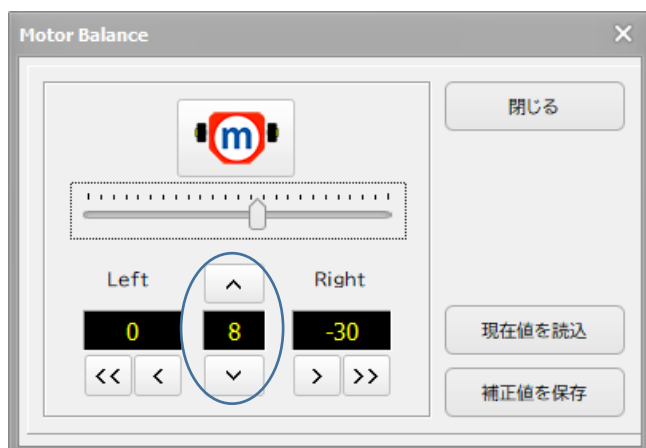 Motor Balance
閉じる
m
Left
Right
0
8
-30
<< <
> >>
現在値を読込
補正値を保存